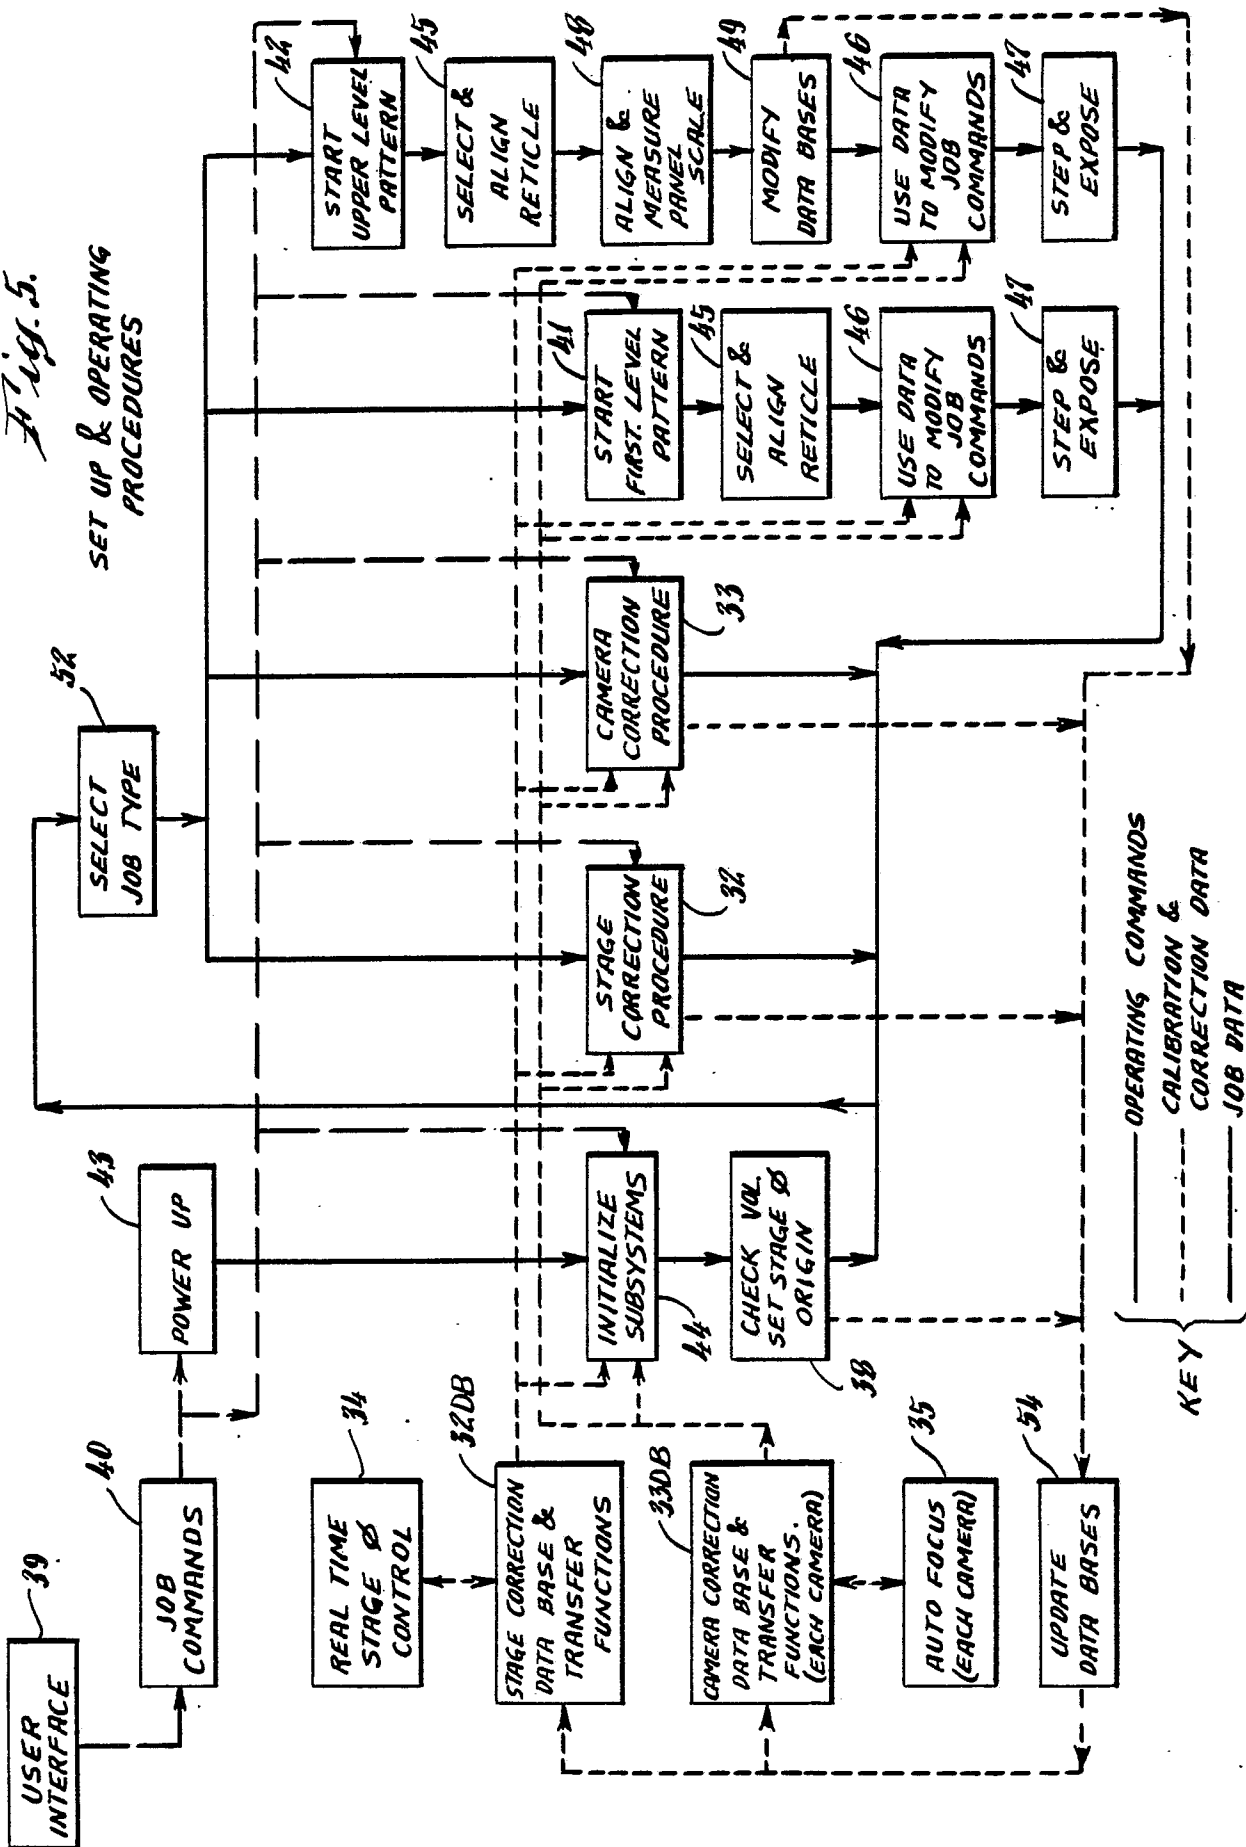 Fig. 5.
SET UP & OPERATING
PROCEDURES
USER
INTERFACE
39
JOB
COMMANDS
40
POWER UP
43
SELECT
JOB TYPE
52
REAL TIME
STAGE Ø
CONTROL
34
STAGE CORRECTION
DATA BASE &
TRANSFER
FUNCTIONS
32DB
CAMERA CORRECTION
DATA BASE &
TRANSFER
FUNCTIONS.
(EACH CAMERA)
33DB
AUTO FOCUS
(EACH CAMERA)
35
UPDATE
DATA BASES
54
INITIALIZE
SUBSYSTEMS
44
CHECK VOL.
SET STAGE Ø
ORIGIN
38
STAGE
CORRECTION
PROCEDURE
32
CAMERA
CORRECTION
PROCEDURE
33
START
FIRST LEVEL
PATTERN
41
SELECT &
ALIGN
RETICLE
45
USE DATA
TO MODIFY
JOB
COMMANDS
46
STEP &
EXPOSE
47
START
UPPER LEVEL
PATTERN
42
SELECT &
ALIGN
RETICLE
45
ALIGN &
MEASURE
PANEL
SCALE
48
MODIFY
DATA BASES
49
USE DATA
TO MODIFY
JOB
COMMANDS
46
STEP &
EXPOSE
47
KEY
OPERATING COMMANDS
CALIBRATION &
CORRECTION DATA
JOB DATA